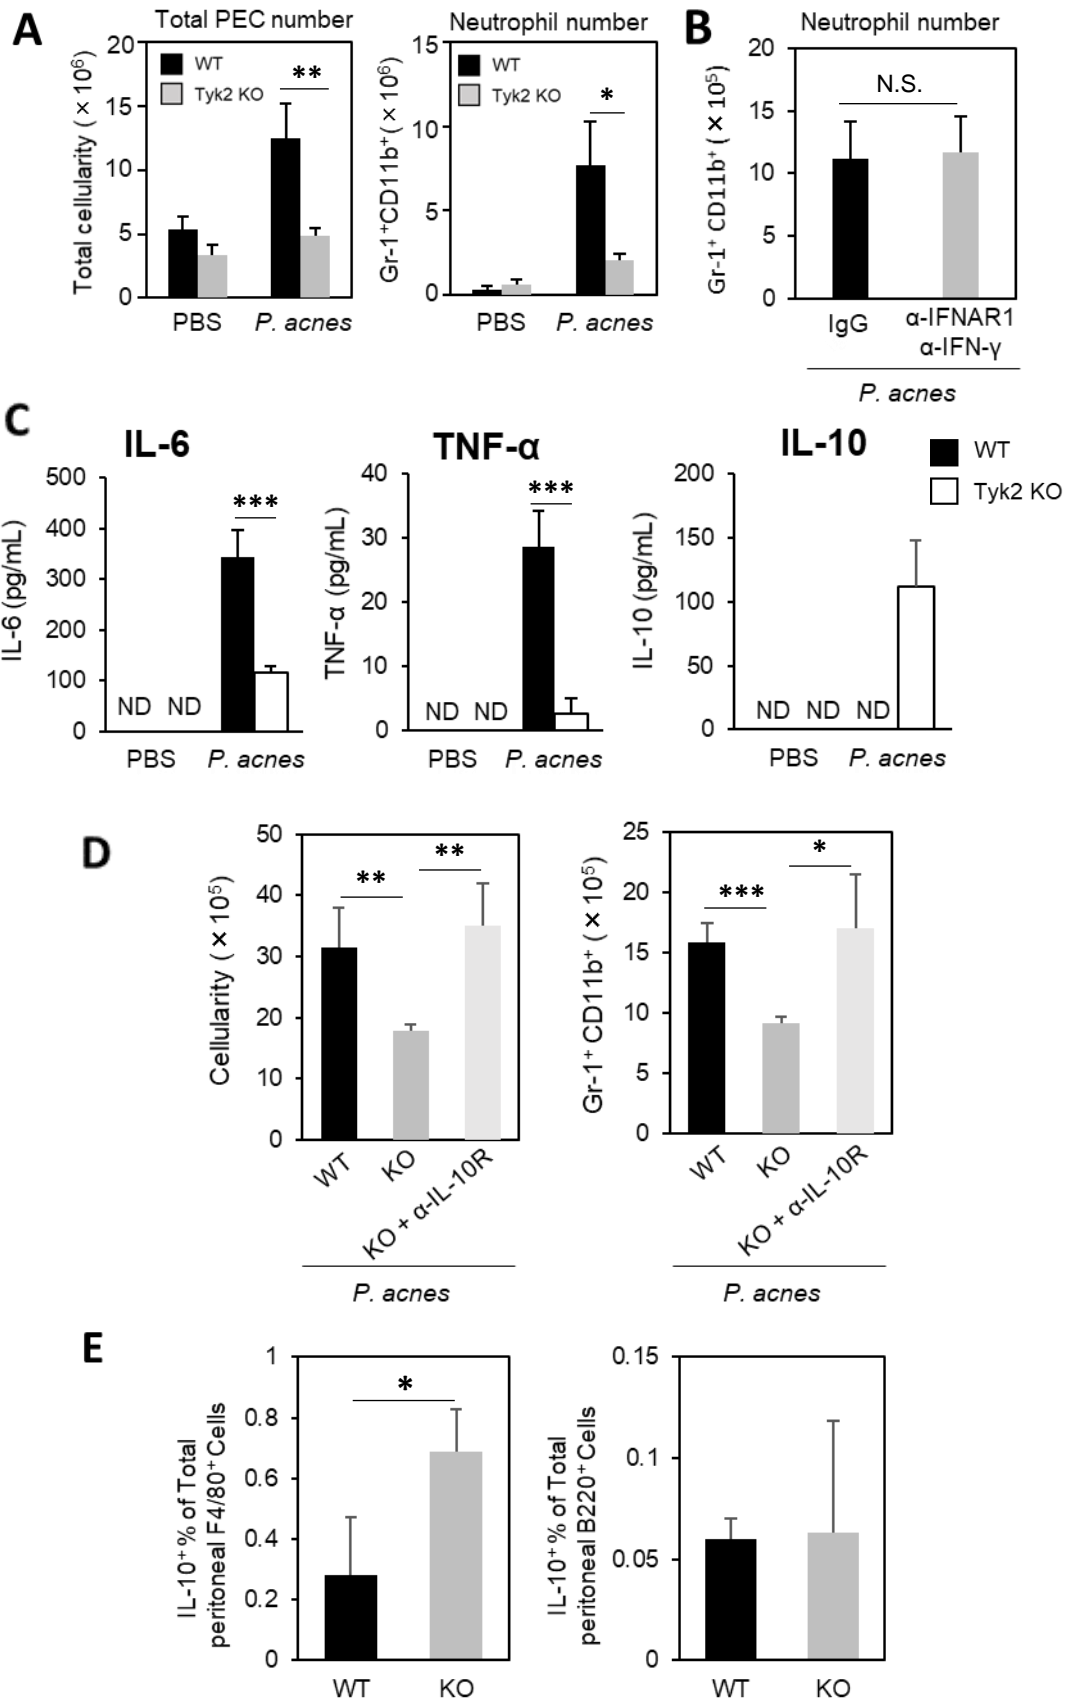 A
Total PEC number
Total cellularity (×10⁶)
20
15
10
5
0
WT
Tyk2 KO
**
PBS
P. acnes
Neutrophil number
Gr-1⁺CD11b⁺ (×10⁶)
15
10
5
0
WT
Tyk2 KO
*
PBS
P. acnes
B
Neutrophil number
Gr-1⁺ CD11b⁺ (×10⁵)
20
15
10
5
0
N.S.
IgG
α-IFNAR1
α-IFN-γ
P. acnes
C
IL-6
IL-6 (pg/mL)
500
400
300
200
100
0
***
ND ND
PBS
P. acnes
TNF-α
TNF-α (pg/mL)
40
30
20
10
0
***
ND ND
PBS
P. acnes
IL-10
IL-10 (pg/mL)
200
150
100
50
0
ND ND ND
PBS
P. acnes
WT
Tyk2 KO
D
Cellularity (×10⁵)
50
40
30
20
10
0
**
**
WT
KO
KO + α-IL-10R
P. acnes
Gr-1⁺ CD11b⁺ (×10⁵)
25
20
15
10
5
0
***
*
WT
KO
KO + α-IL-10R
P. acnes
E
IL-10⁺ % of Total
peritoneal F4/80⁺ Cells
1
0.8
0.6
0.4
0.2
0
*
WT
KO
IL-10⁺ % of Total
peritoneal B220⁺ Cells
0.15
0.1
0.05
0
WT
KO